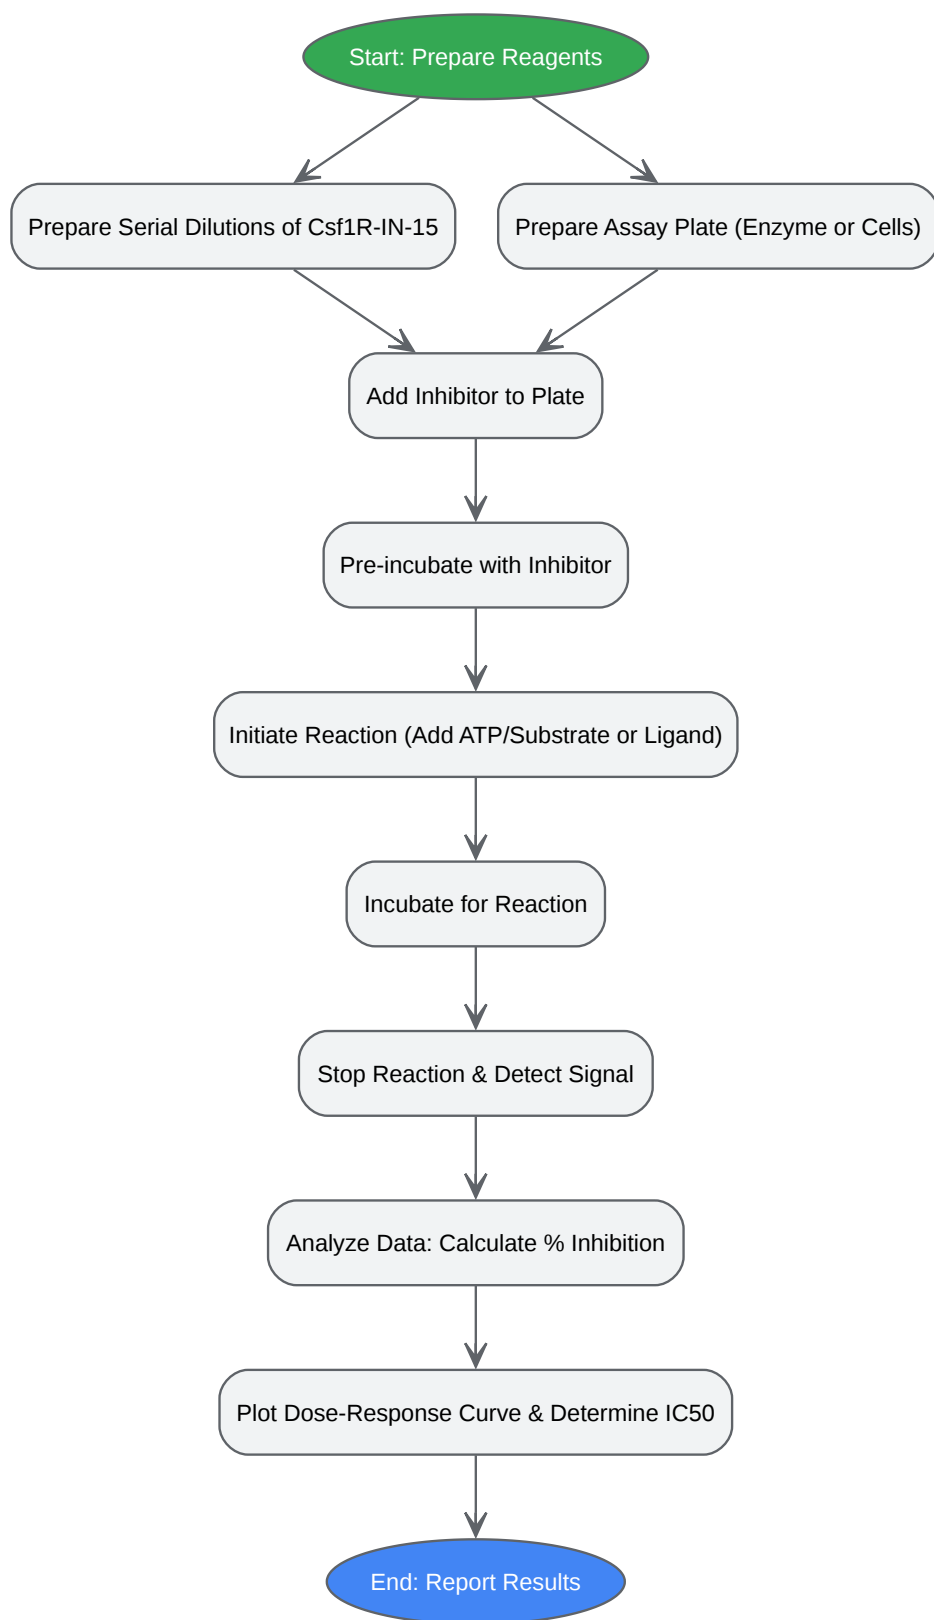 Start: Prepare Reagents
Prepare Serial Dilutions of Csf1R-IN-15
Prepare Assay Plate (Enzyme or Cells)
Add Inhibitor to Plate
Pre-incubate with Inhibitor
Initiate Reaction (Add ATP/Substrate or Ligand)
Incubate for Reaction
Stop Reaction & Detect Signal
Analyze Data: Calculate % Inhibition
Plot Dose-Response Curve & Determine IC50
End: Report Results